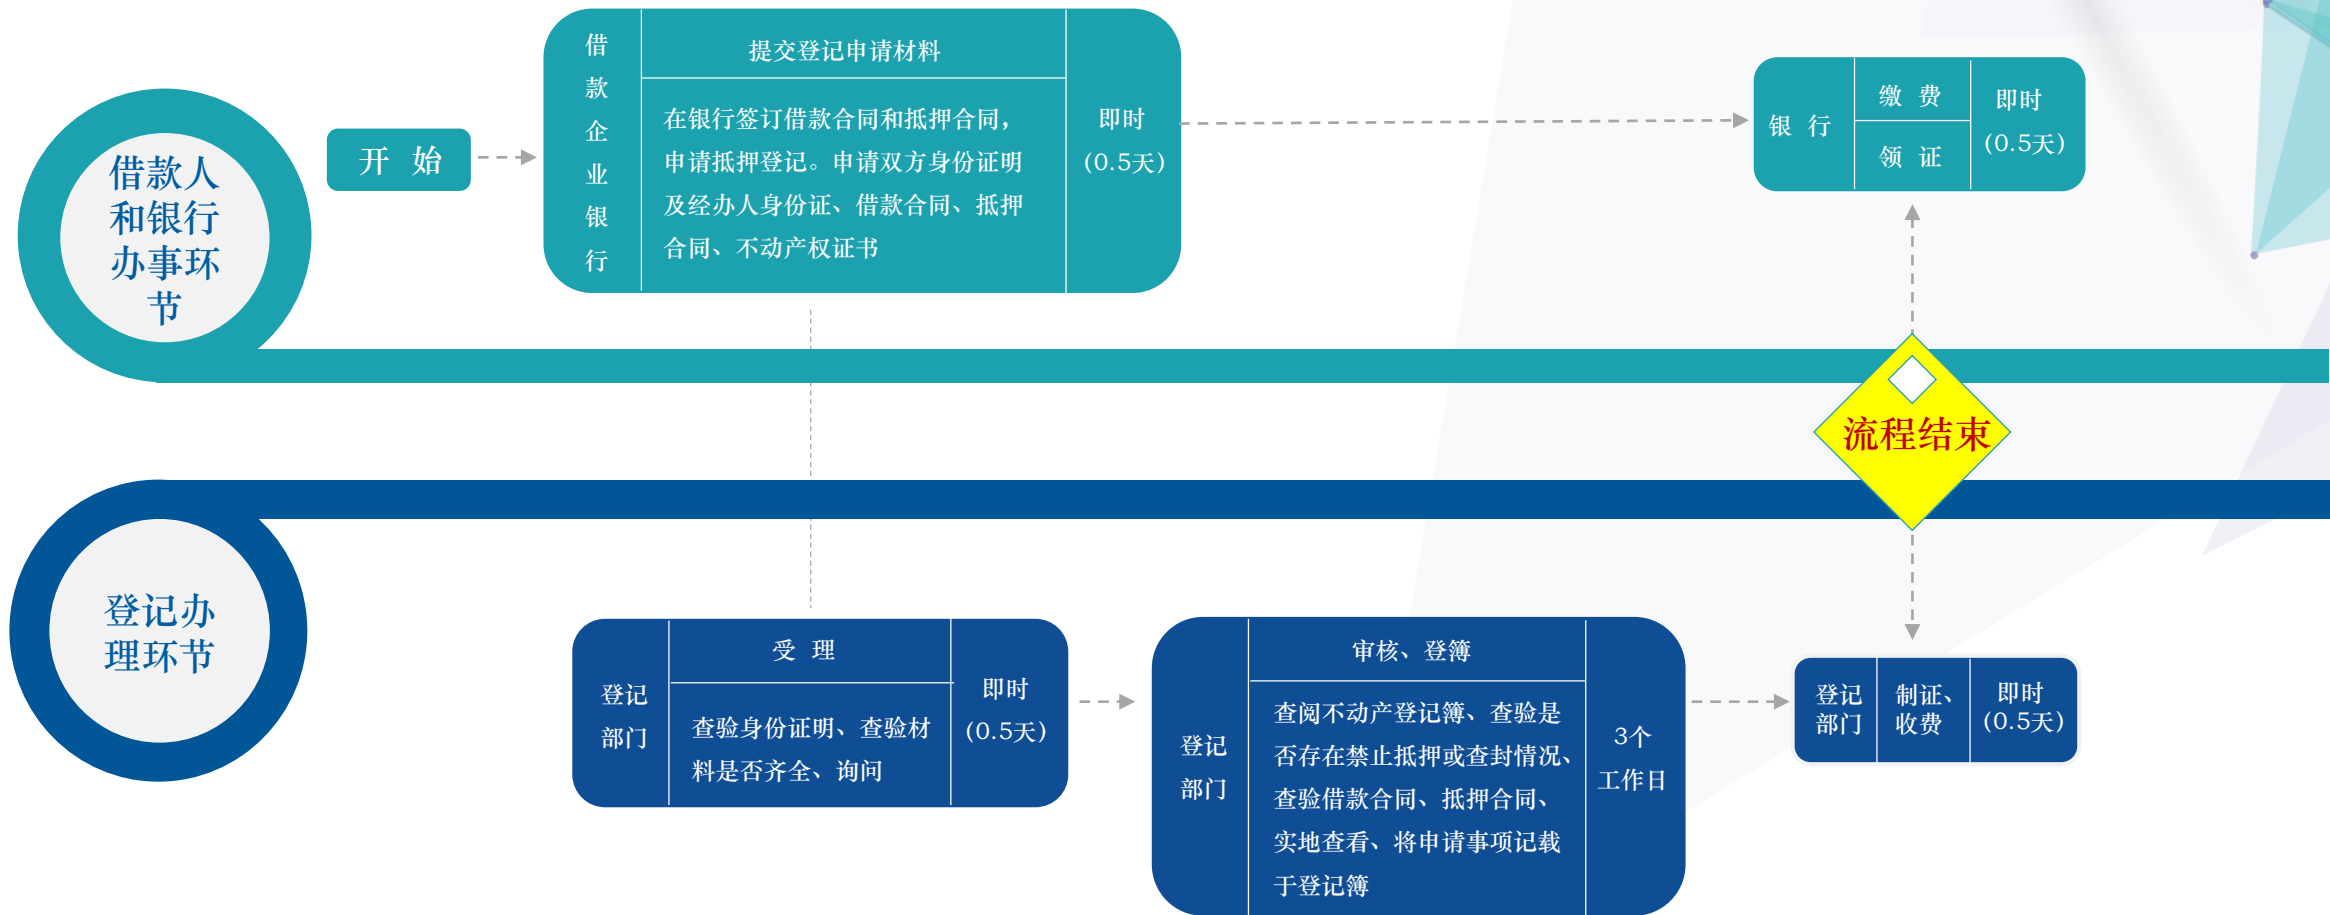 借款人
和银行
办事环
节
开 始
借
款
企
业
银
行
提交登记申请材料
在银行签订借款合同和抵押合同,
申请抵押登记。申请双方身份证明
及经办人身份证、借款合同、抵押
合同、不动产权证书
即时
(0.5天)
银 行
缴 费
领 证
即时
(0.5天)
流程结束
登记办
理环节
登记
部门
受 理
查验身份证明、查验材
料是否齐全、询问
即时
(0.5天)
登记
部门
审核、登簿
查阅不动产登记簿、查验是
否存在禁止抵押或查封情况、
查验借款合同、抵押合同、
实地查看、将申请事项记载
于登记簿
3个
工作日
登记
部门
制证、
收费
即时
(0.5天)